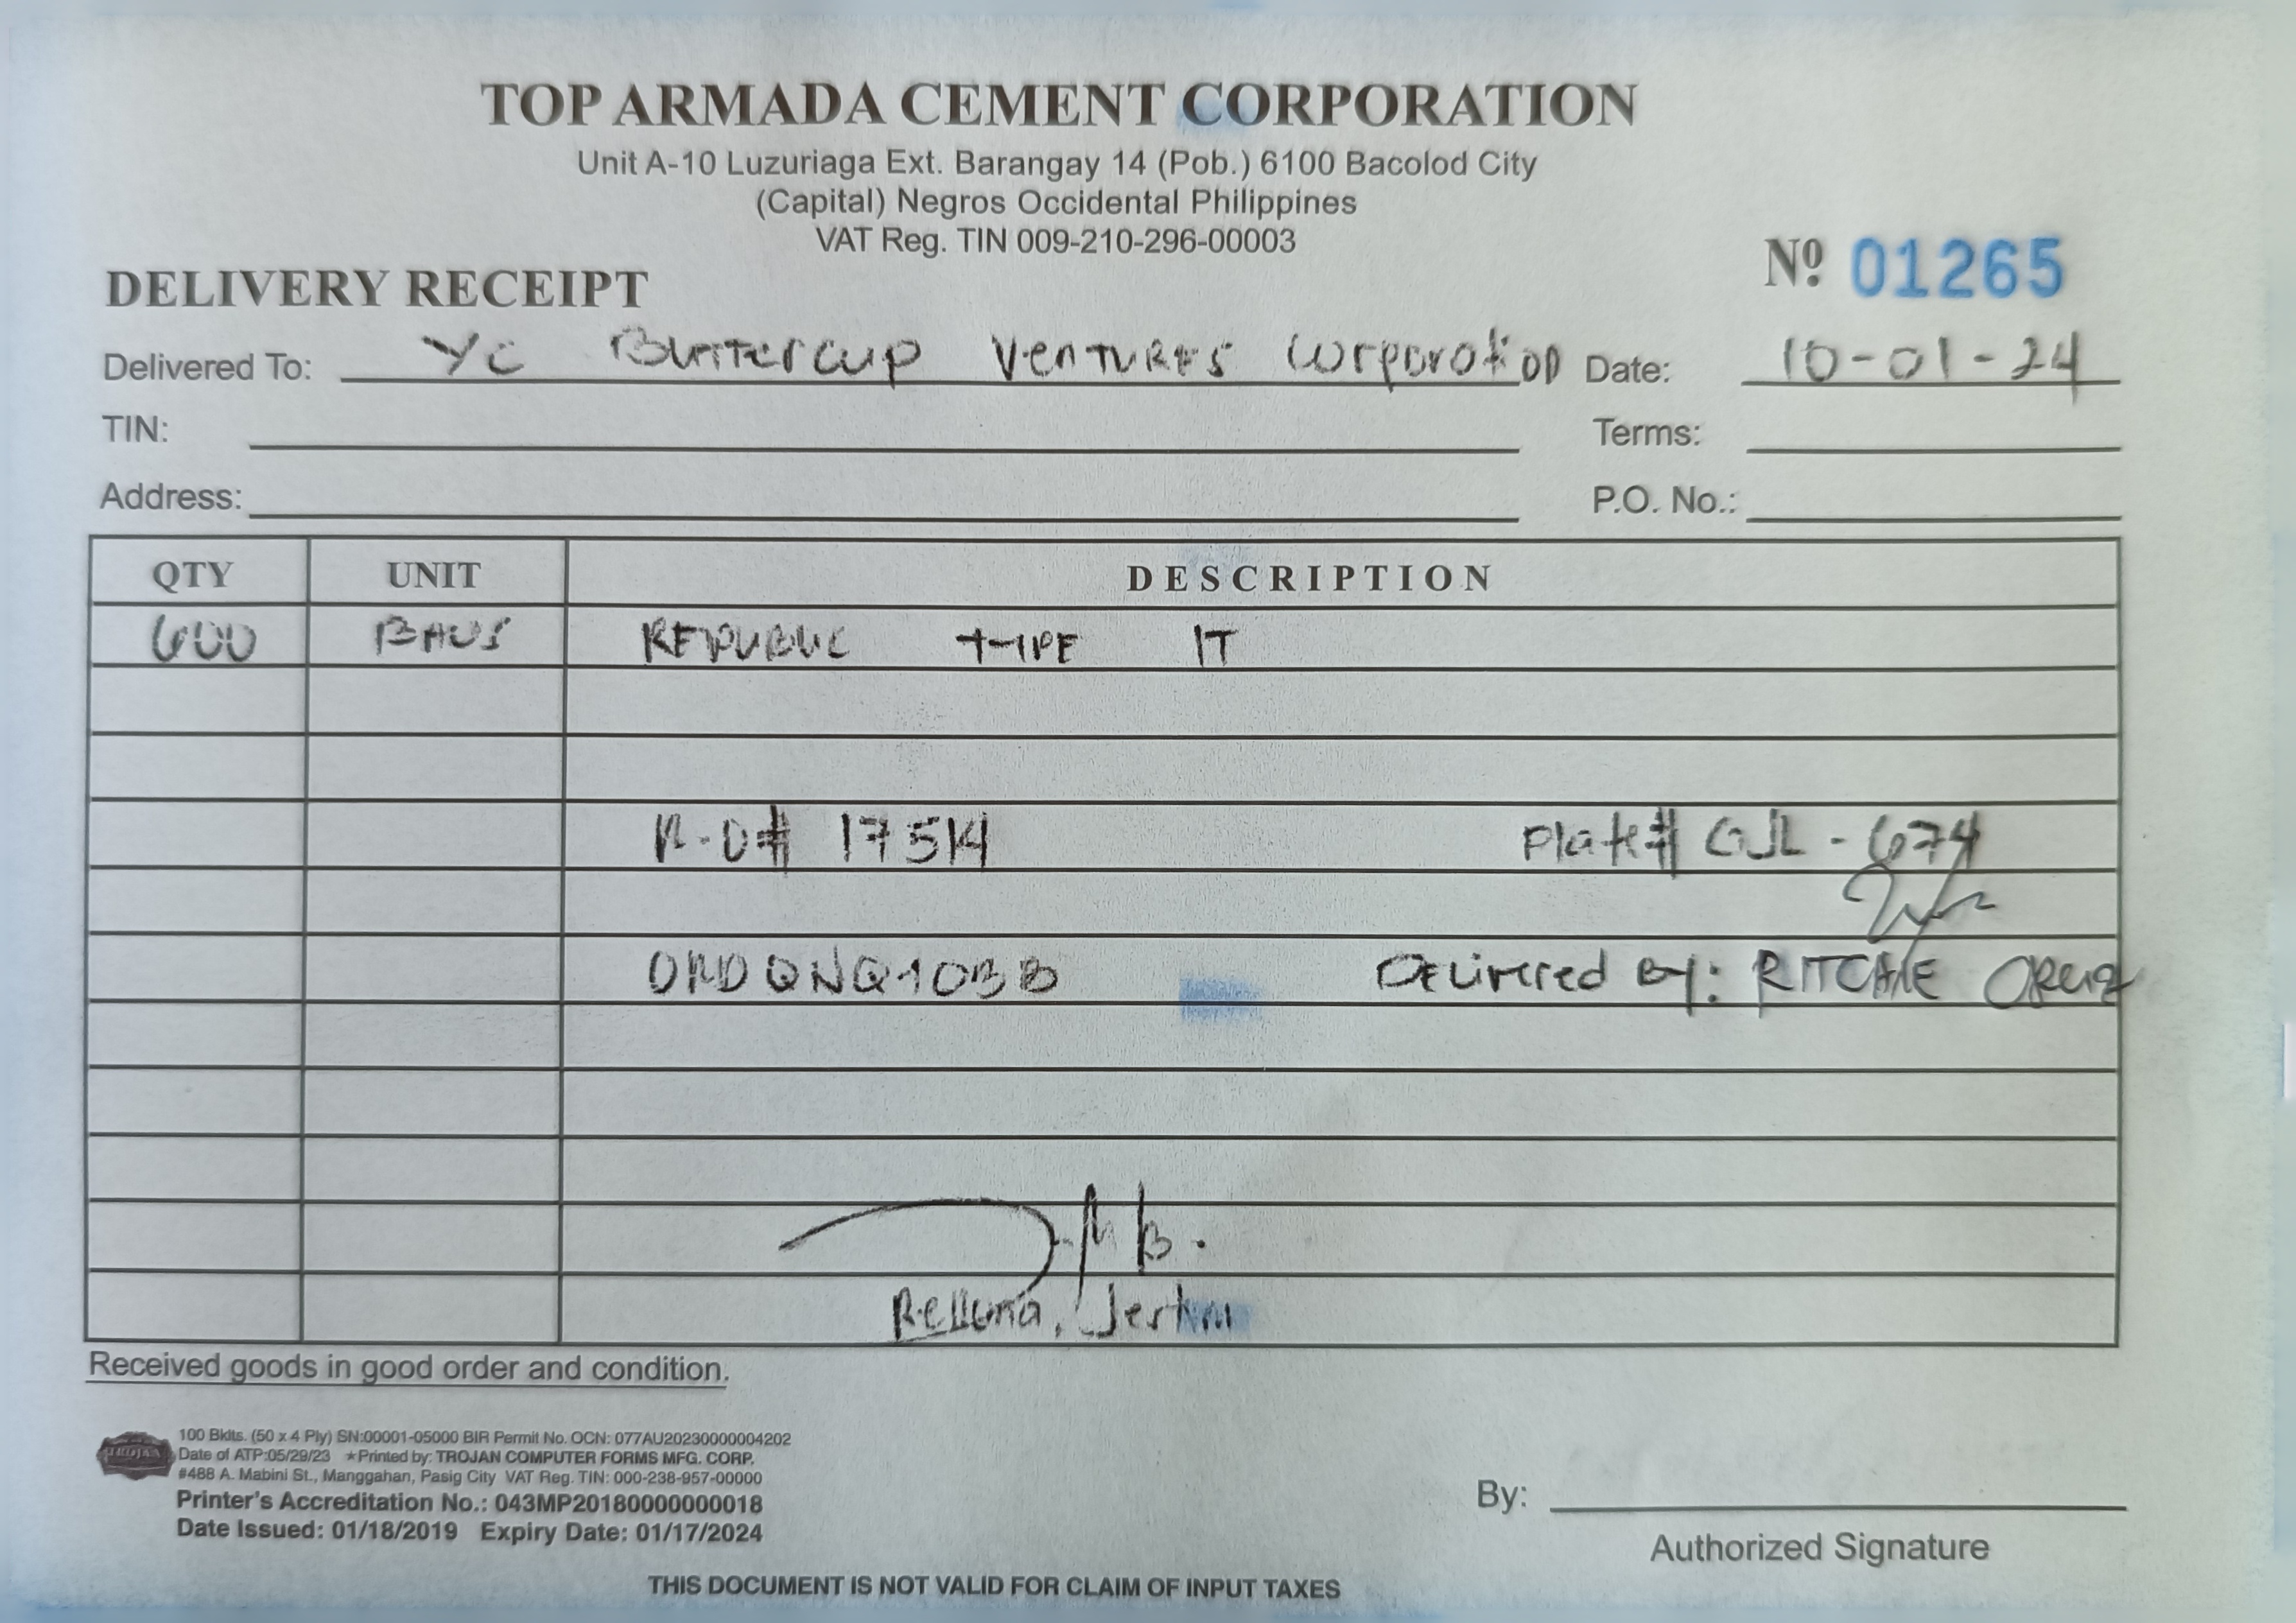 TOP ARMADA CEMENT CORPORATION
Unit A-10 Luzuriaga Ext. Barangay 14 (Pob.) 6100 Bacolod City
(Capital) Negros Occidental Philippines
VAT Reg. TIN 009-210-296-00003
Nº 01265
DELIVERY RECEIPT
Delivered To: YC Buttercup Ventures Corporation Date: 10-01-24
TIN: Terms:
Address: P.O. No.:
QTY UNIT DESCRIPTION
600 BAGS REPUBLIC TYPE 1T
17514 Plate# GJL - 674
Delivered By: RITCHIE
Jerkm
Received goods in good order and condition.
TROJAN
100 Bklts. (50 x 4 Ply) SN:00001-05000 BIR Permit No. OCN: 077AU20230000004202
Date of ATP:05/29/23 ★Printed by: TROJAN COMPUTER FORMS MFG. CORP.
#488 A. Mabini St., Manggahan, Pasig City VAT Reg. TIN: 000-238-957-00000
Printer's Accreditation No.: 043MP20180000000018
Date Issued: 01/18/2019 Expiry Date: 01/17/2024
By:
Authorized Signature
THIS DOCUMENT IS NOT VALID FOR CLAIM OF INPUT TAXES